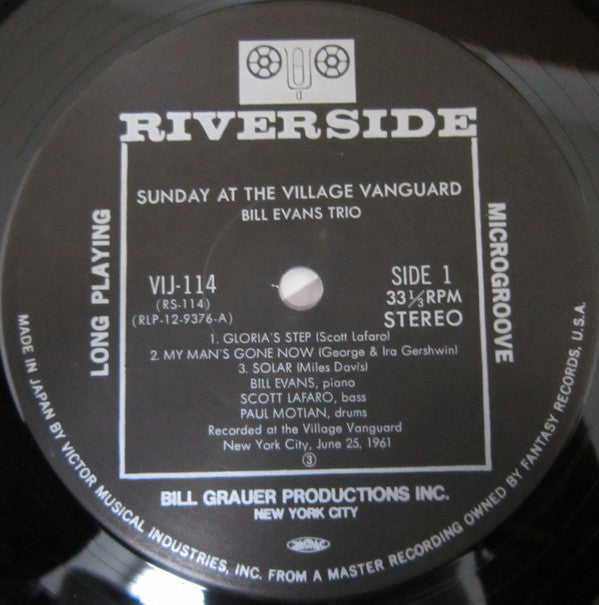 RIVERSIDE
SUNDAY AT THE VILLAGE VANGUARD
BILL EVANS TRIO
LONG PLAYING
MICROGROOVE
VIJ-114
(RS-114)
(RLP-12-9376-A)
SIDE 1
33 1/3 RPM
STEREO
1. GLORIA'S STEP (Scott Lafaro)
2. MY MAN'S GONE NOW (George & Ira Gershwin)
3. SOLAR (Miles Davis)
BILL EVANS, piano
SCOTT LAFARO, bass
PAUL MOTIAN, drums
Recorded at the Village Vanguard
New York City, June 25, 1961
③
BILL GRAUER PRODUCTIONS INC.
NEW YORK CITY
MADE IN JAPAN BY VICTOR MUSICAL INDUSTRIES, INC. FROM A MASTER RECORDING OWNED BY FANTASY RECORDS, U.S.A.